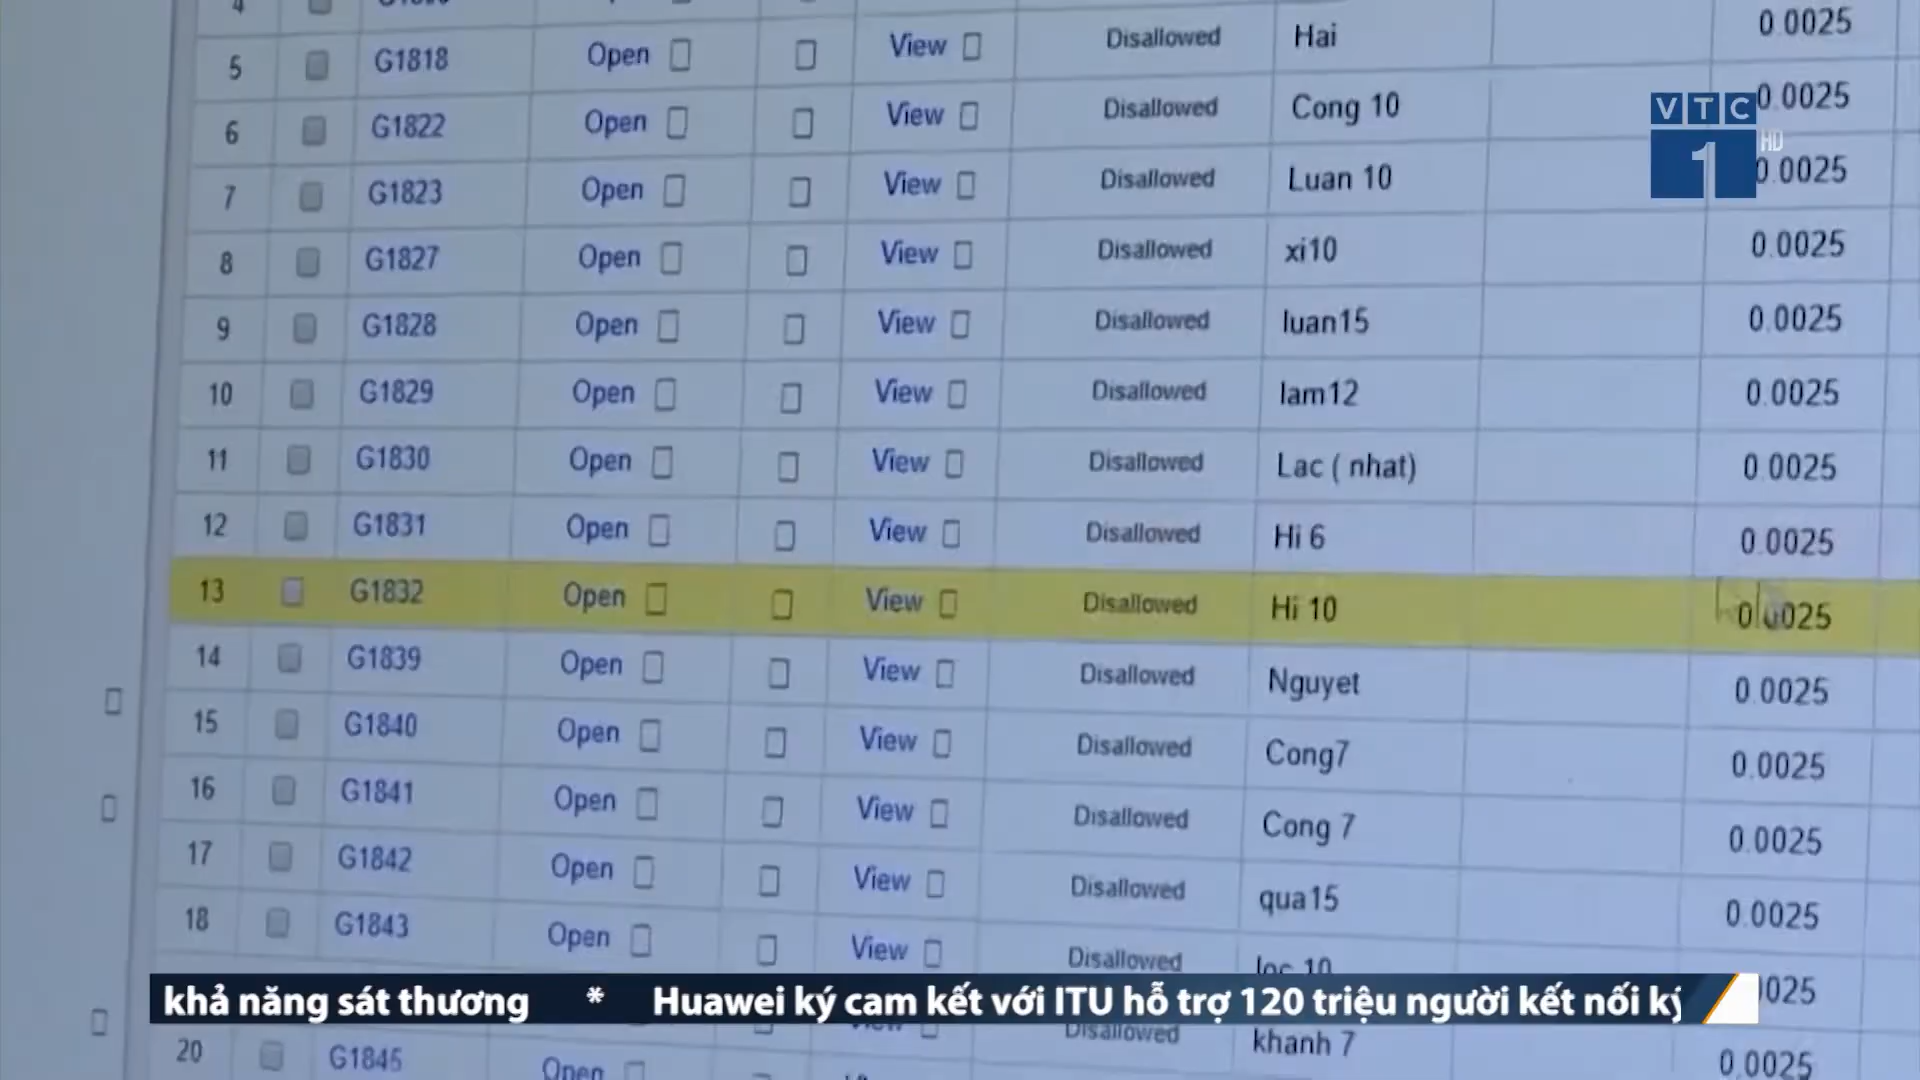 5 G1818 Open View Disallowed Hai 0.0025
6 G1822 Open View Disallowed Cong 10 0.0025
7 G1823 Open View Disallowed Luan 10 0.0025
8 G1827 Open View Disallowed xi10 0.0025
9 G1828 Open View Disallowed luan15 0.0025
10 G1829 Open View Disallowed lam12 0.0025
11 G1830 Open View Disallowed Lac ( nhat) 0.0025
12 G1831 Open View Disallowed Hi 6 0.0025
13 G1832 Open View Disallowed Hi 10 0.0025
14 G1839 Open View Disallowed Nguyet 0.0025
15 G1840 Open View Disallowed Cong7 0.0025
16 G1841 Open View Disallowed Cong 7 0.0025
17 G1842 Open View Disallowed qua15 0.0025
18 G1843 Open View Disallowed loc 10
20 G1845 Open Disallowed khanh 7 0.0025
VTC
1 HD
khả năng sát thương * Huawei ký cam kết với ITU hỗ trợ 120 triệu người kết nối kỹ